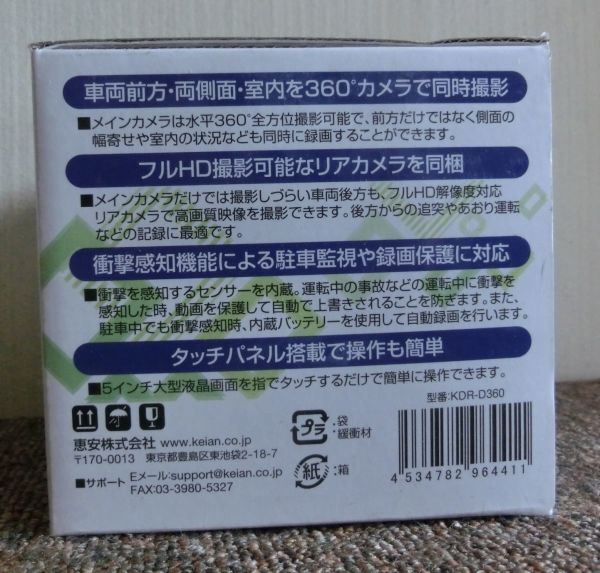 車両前方・両側面・室内を360°カメラで同時撮影
■メインカメラは水平360°全方位撮影可能で、前方だけではなく側面の
幅寄せや室内の状況なども同時に録画することができます。
フルHD撮影可能なリアカメラを同梱
■メインカメラだけでは撮影しづらい車両後方も、フルHD解像度対応
リアカメラで高画質映像を撮影できます。後方からの追突やあおり運転
などの記録に最適です。
衝撃感知機能による駐車監視や録画保護に対応
■衝撃を感知するセンサーを内蔵。運転中の事故などの運転中に衝撃を
感知した時、動画を保護して自動で上書きされることを防ぎます。また、
駐車中でも衝撃感知時、内蔵バッテリーを使用して自動録画を行います。
タッチパネル搭載で操作も簡単
■5インチ大型液晶画面を指でタッチするだけで簡単に操作できます。
型番:KDR-D360
恵安株式会社 www.keian.co.jp
〒170-0013 東京都豊島区東池袋2-18-7
■サポート Eメール:support@keian.co.jp
FAX:03-3980-5327
プラ :袋
・緩衝材
紙 :箱
4 534782 964411